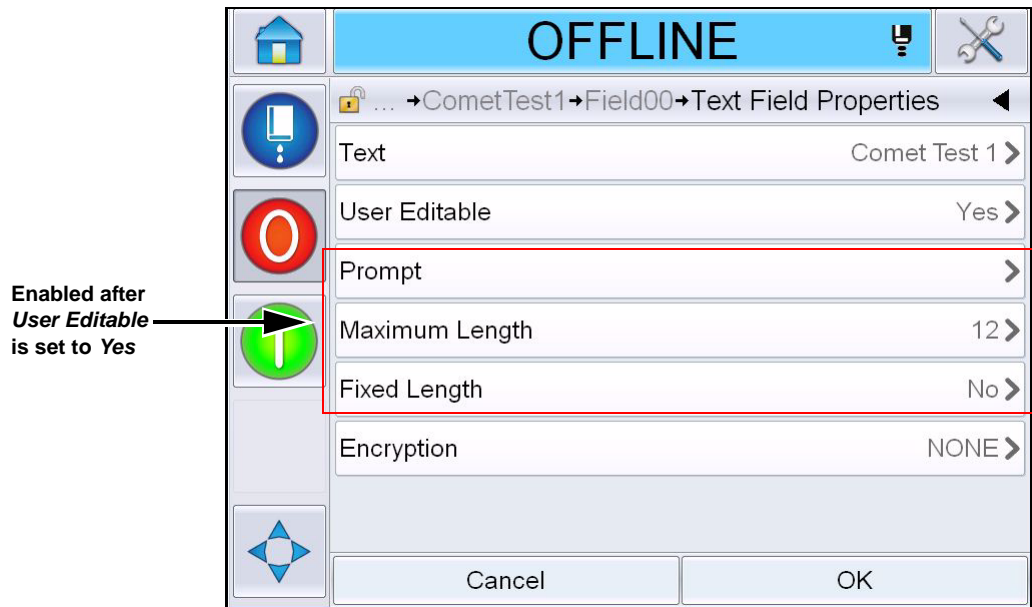 OFFLINE
... →CometTest1→Field00→Text Field Properties
Text Comet Test 1
User Editable Yes
Prompt
Maximum Length 12
Fixed Length No
Encryption NONE
Cancel OK
Enabled after
User Editable
is set to Yes